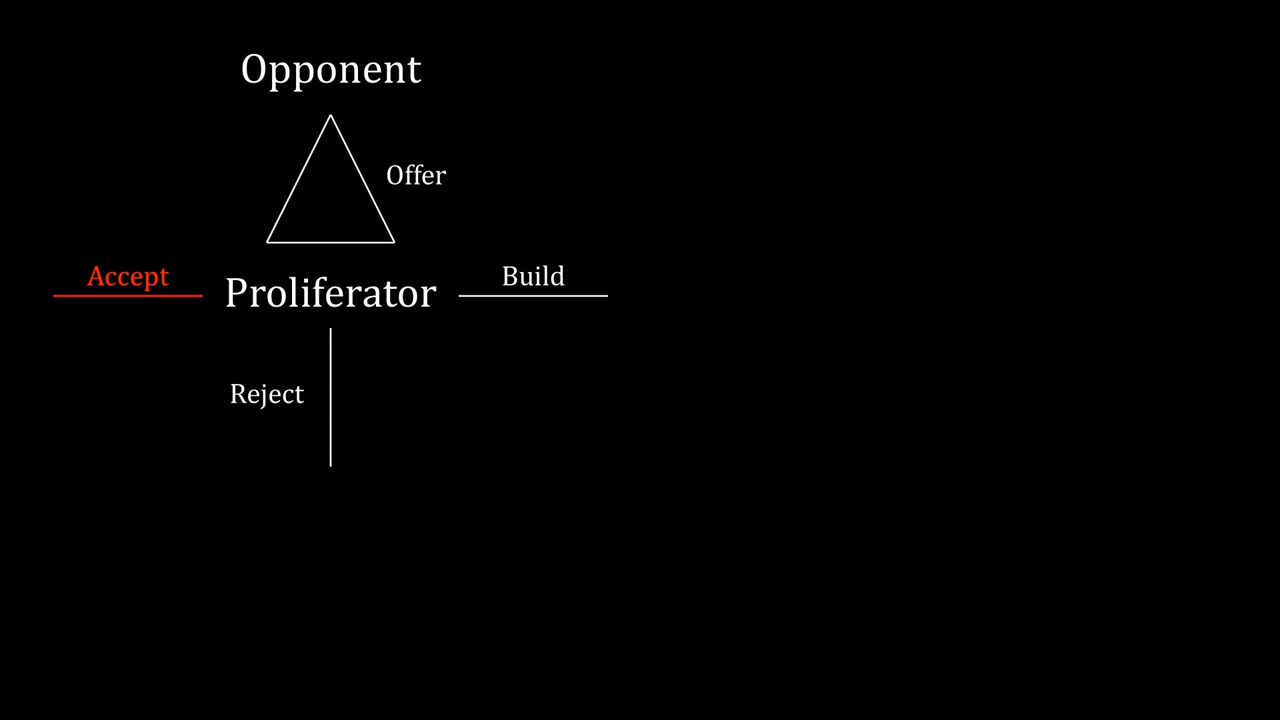 Opponent
Offer
Accept
Proliferator
Build
Reject